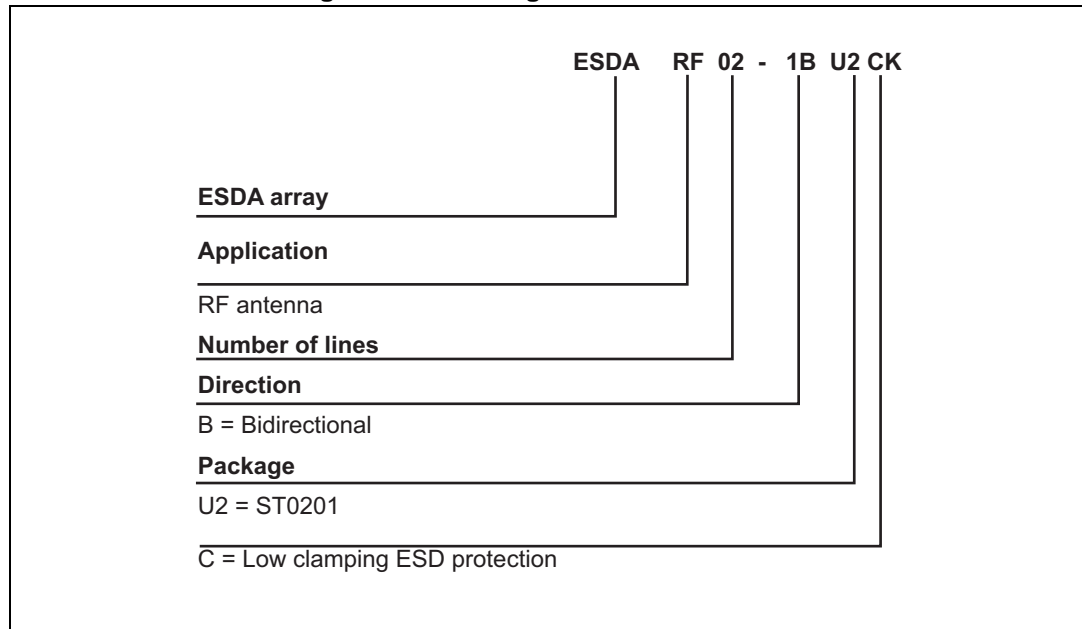 ESDA RF 02 - 1B U2 CK
ESDA array
Application
RF antenna
Number of lines
Direction
B = Bidirectional
Package
U2 = ST0201
C = Low clamping ESD protection